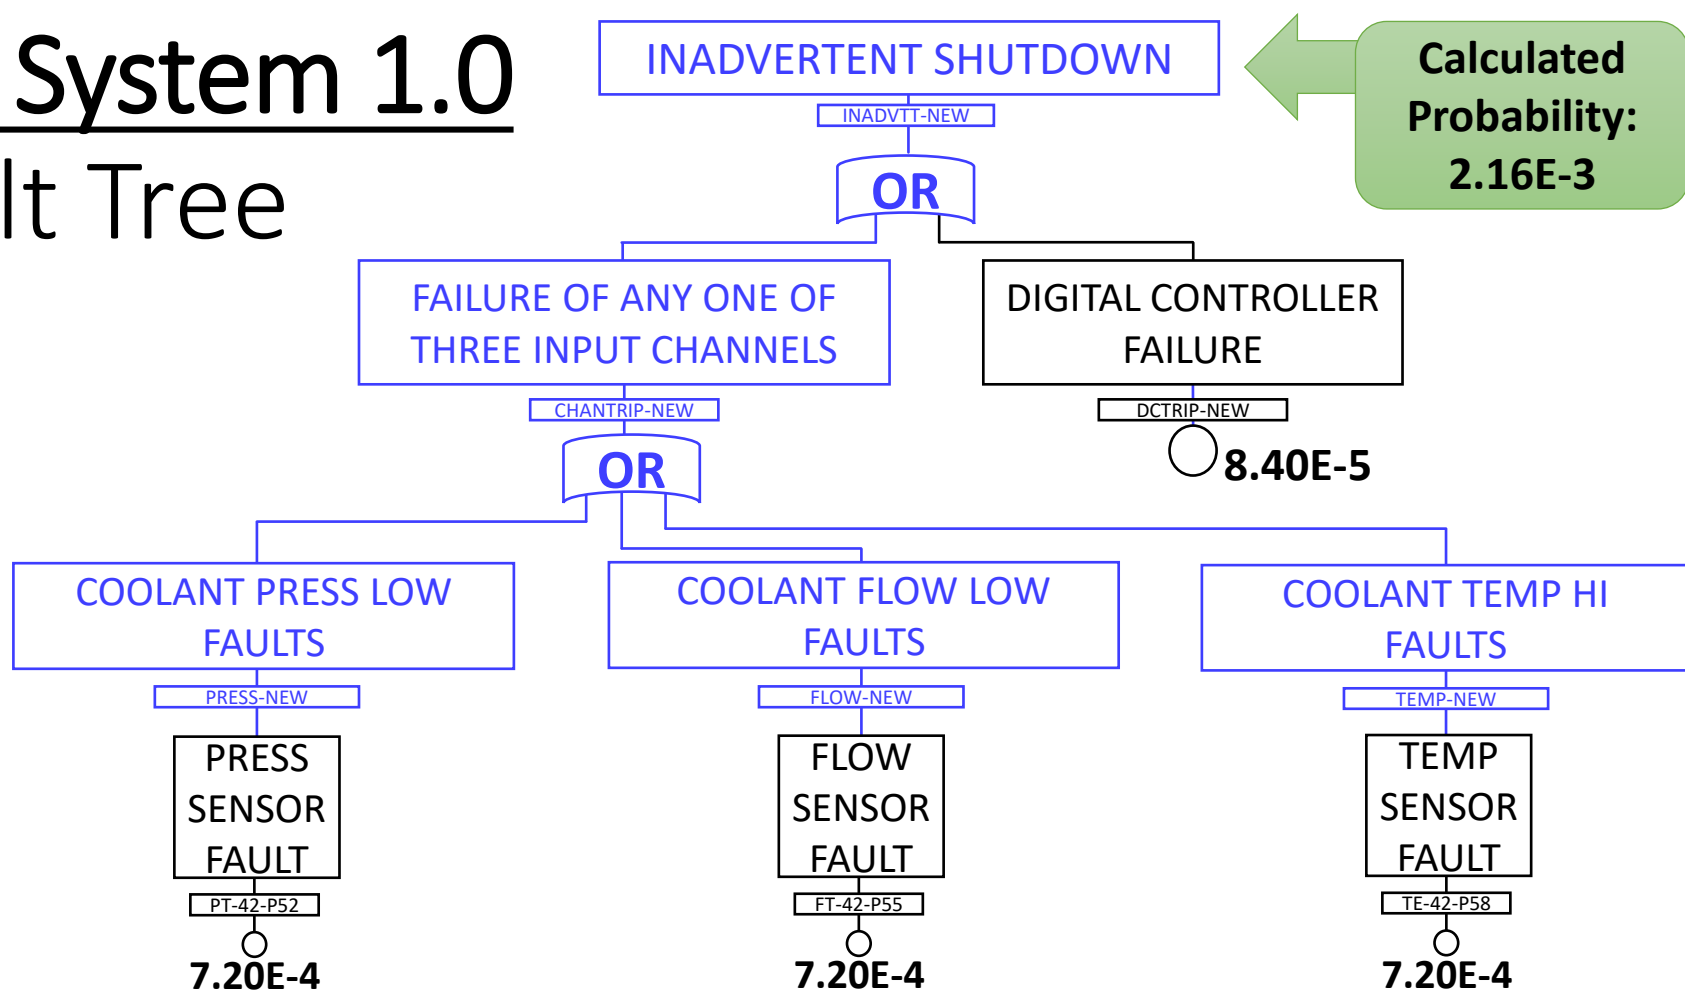 System 1.0
lt Tree
INADVERTENT SHUTDOWN
INADVTT-NEW
OR
Calculated
Probability:
2.16E-3
FAILURE OF ANY ONE OF
THREE INPUT CHANNELS
CHANTRIP-NEW
OR
DIGITAL CONTROLLER
FAILURE
DCTRIP-NEW
8.40E-5
COOLANT PRESS LOW
FAULTS
PRESS-NEW
PRESS
SENSOR
FAULT
PT-42-P52
7.20E-4
COOLANT FLOW LOW
FAULTS
FLOW-NEW
FLOW
SENSOR
FAULT
FT-42-P55
7.20E-4
COOLANT TEMP HI
FAULTS
TEMP-NEW
TEMP
SENSOR
FAULT
TE-42-P58
7.20E-4